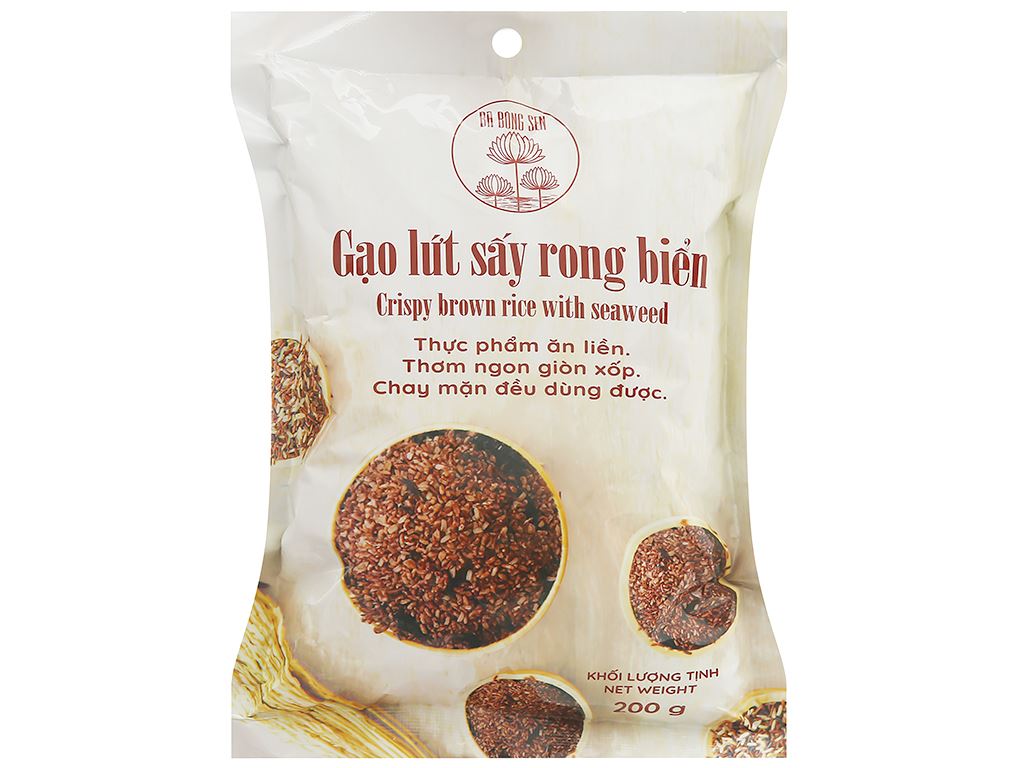 BA BÔNG SEN
Gạo lứt sấy rong biển
Crispy brown rice with seaweed
Thực phẩm ăn liền.
Thơm ngon giòn xốp.
Chay mặn đều dùng được.
KHỐI LƯỢNG TỊNH
NET WEIGHT
200 g